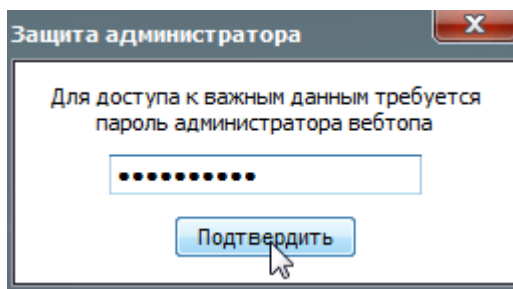 Защита администратора
Для доступа к важным данным требуется
пароль администратора вебтопа
Подтвердить